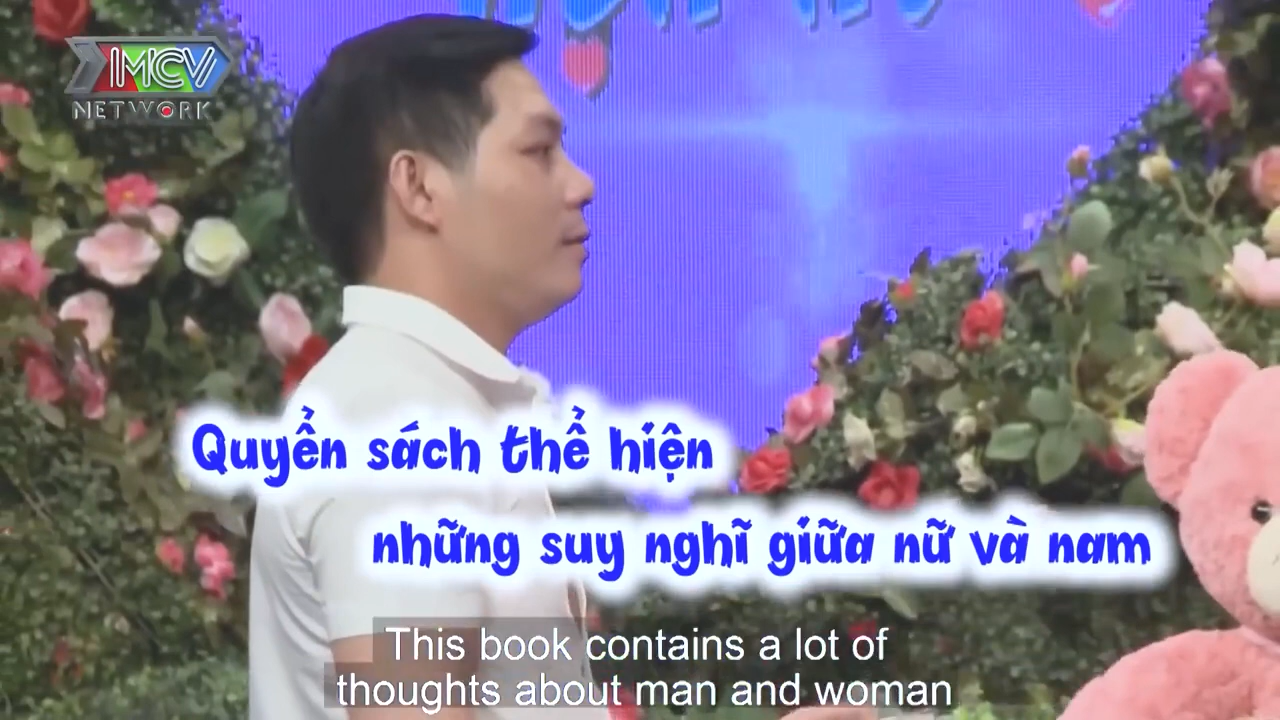 MCV
NETWORK
Quyển sách thể hiện
những suy nghĩ giữa nữ và nam
This book contains a lot of
thoughts about man and woman